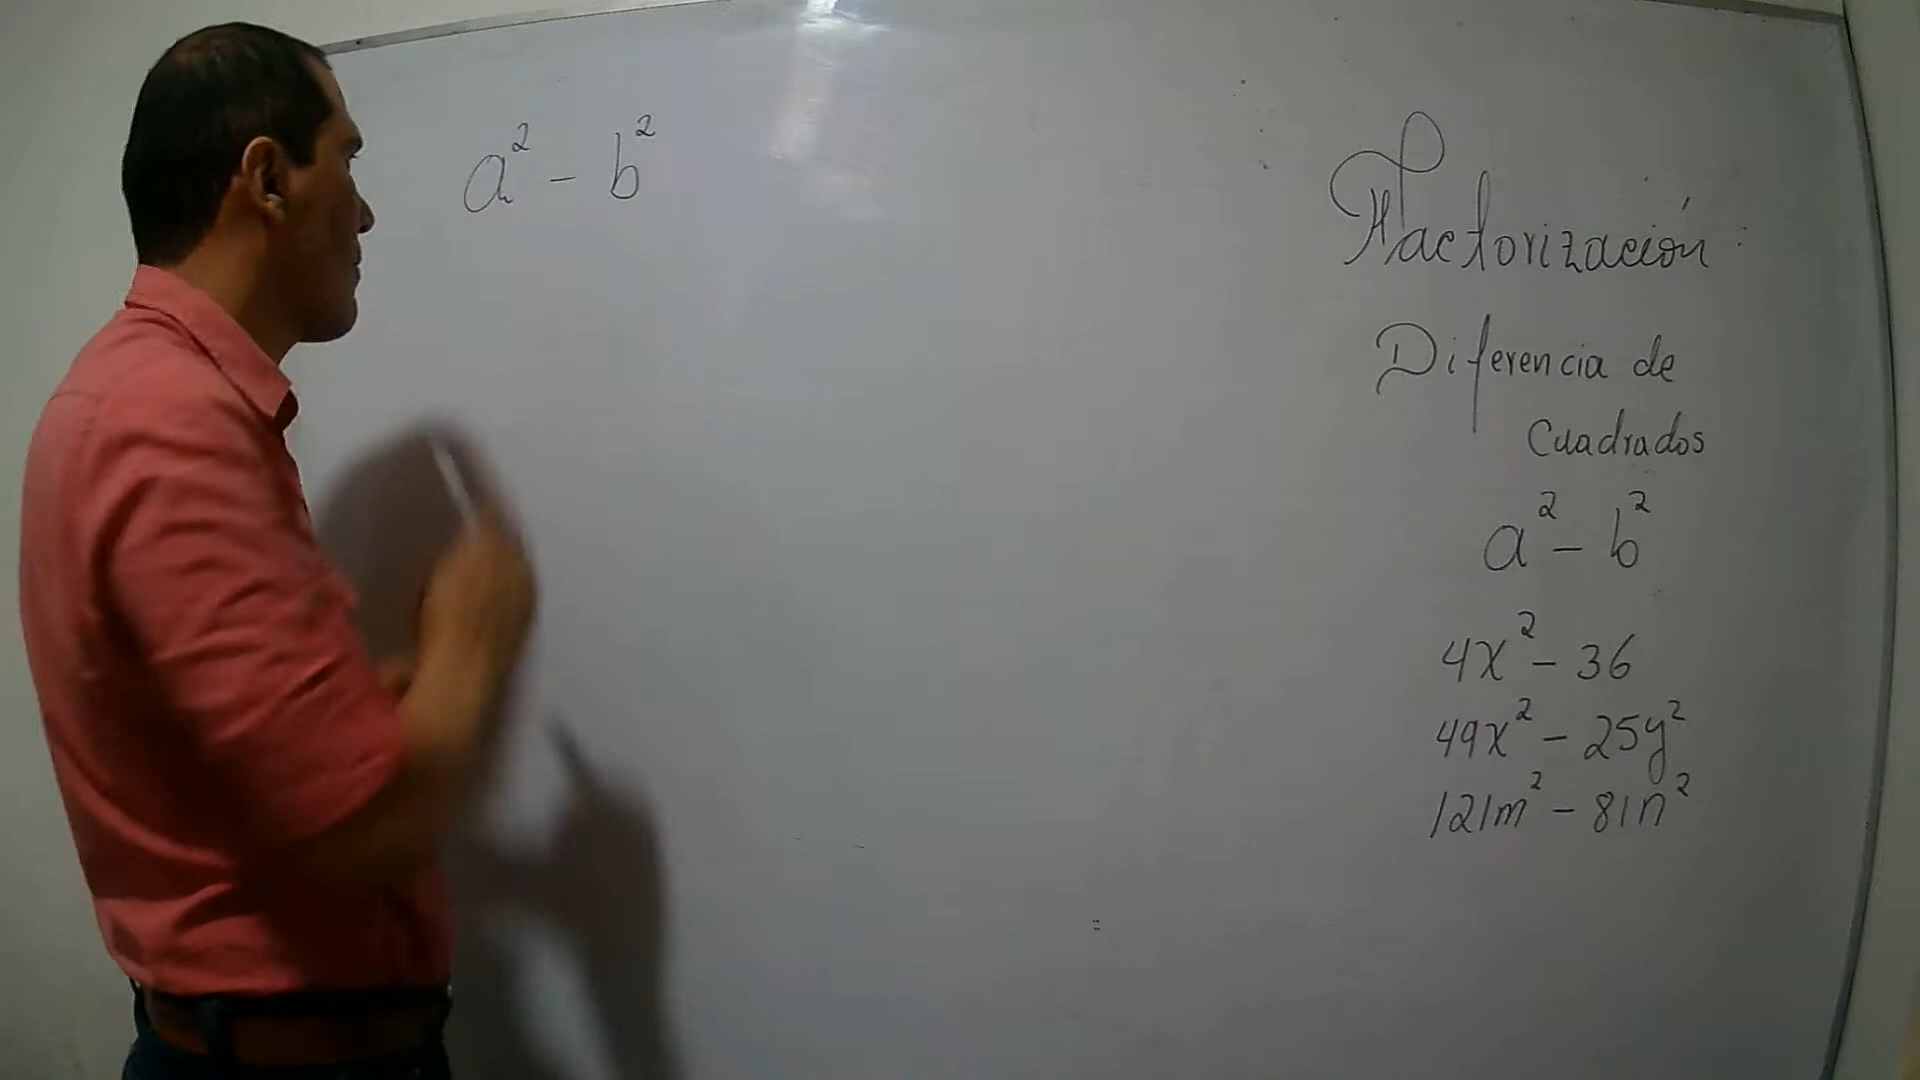 a² - b²
Factorización:
Diferencia de
Cuadrados
a² - b²
4x² - 36
49x² - 25y²
121m² - 81n²